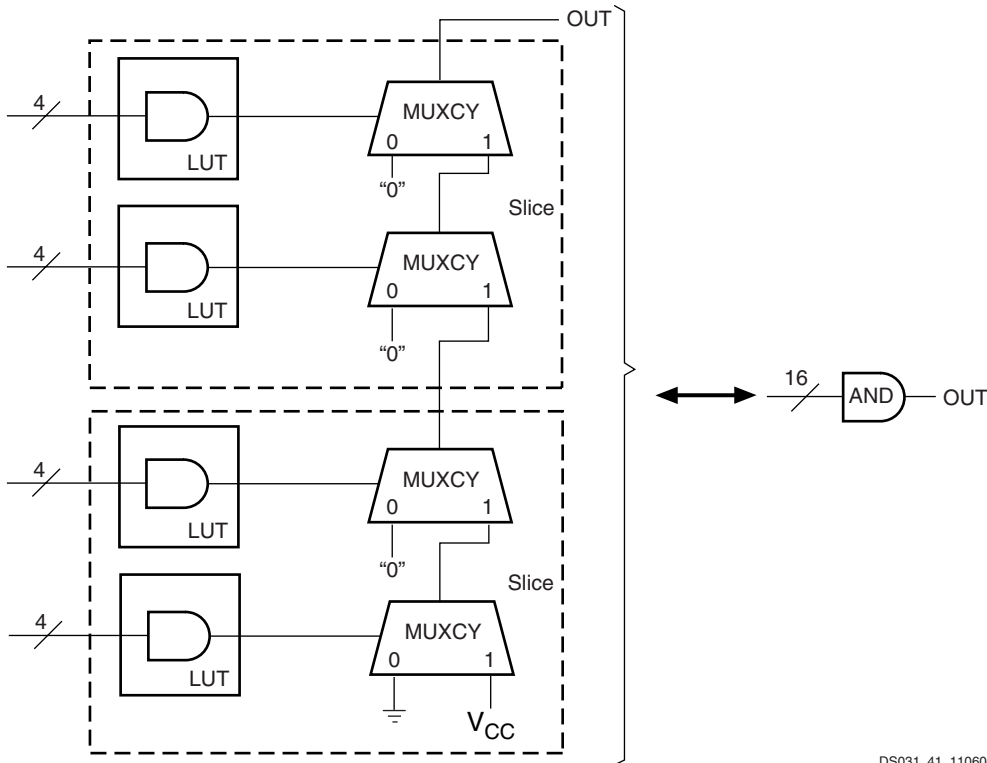 OUT
4
LUT
MUXCY
0 1
“0”
Slice
4
LUT
MUXCY
0 1
“0”
16
AND
OUT
4
LUT
MUXCY
0 1
“0”
Slice
4
LUT
MUXCY
0 1
VCC
DS031_41_11060